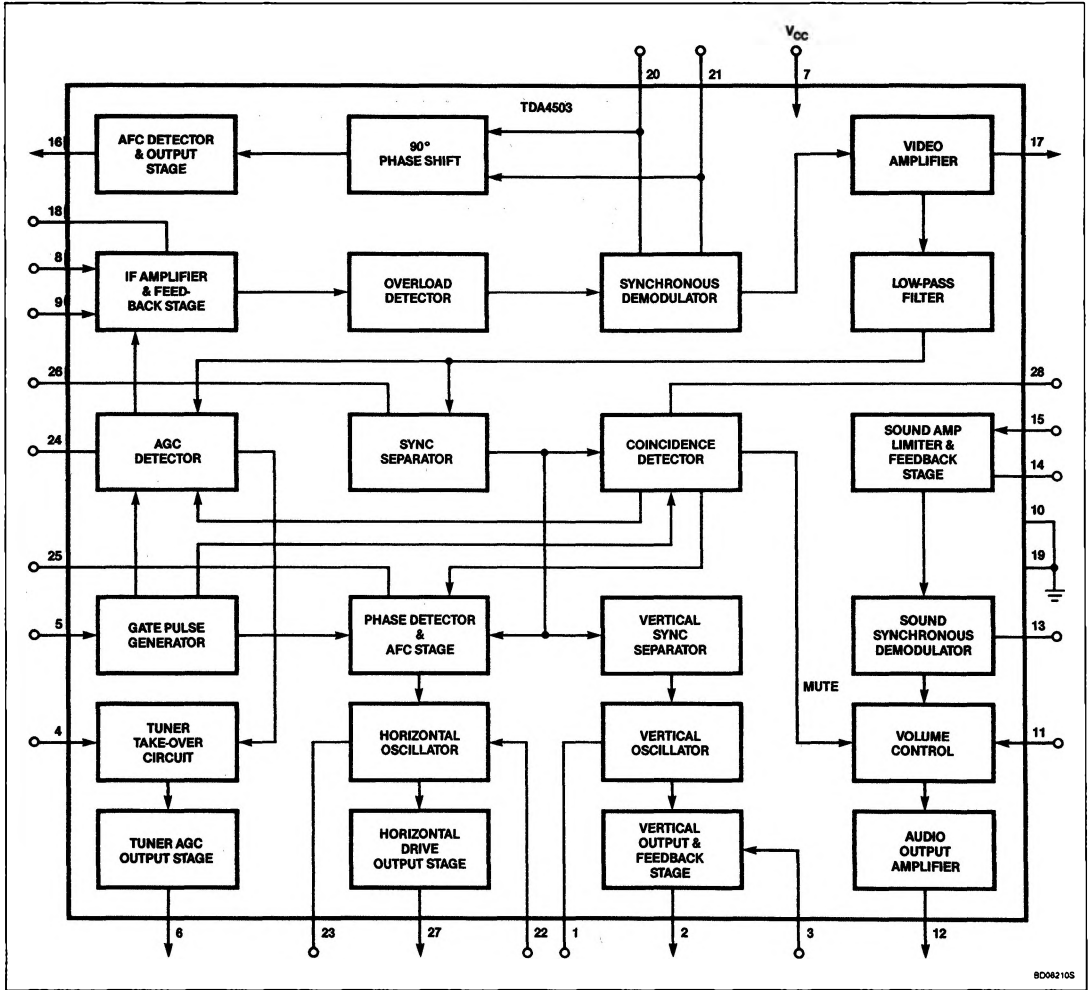 VCC
20
21
7
TDA4503
16
AFC DETECTOR
& OUTPUT
STAGE
90°
PHASE SHIFT
VIDEO
AMPLIFIER
17
18
8
9
IF AMPLIFIER
& FEED-
BACK STAGE
OVERLOAD
DETECTOR
SYNCHRONOUS
DEMODULATOR
LOW-PASS
FILTER
26
28
24
AGC
DETECTOR
SYNC
SEPARATOR
COINCIDENCE
DETECTOR
SOUND AMP
LIMITER &
FEEDBACK
STAGE
15
14
10
19
25
5
GATE PULSE
GENERATOR
PHASE DETECTOR
&
AFC STAGE
VERTICAL
SYNC
SEPARATOR
SOUND
SYNCHRONOUS
DEMODULATOR
13
MUTE
4
TUNER
TAKE-OVER
CIRCUIT
HORIZONTAL
OSCILLATOR
VERTICAL
OSCILLATOR
VOLUME
CONTROL
11
TUNER AGC
OUTPUT STAGE
HORIZONTAL
DRIVE
OUTPUT STAGE
VERTICAL
OUTPUT &
FEEDBACK
STAGE
AUDIO
OUTPUT
AMPLIFIER
6
23
27
22
1
2
3
12
BD06210S